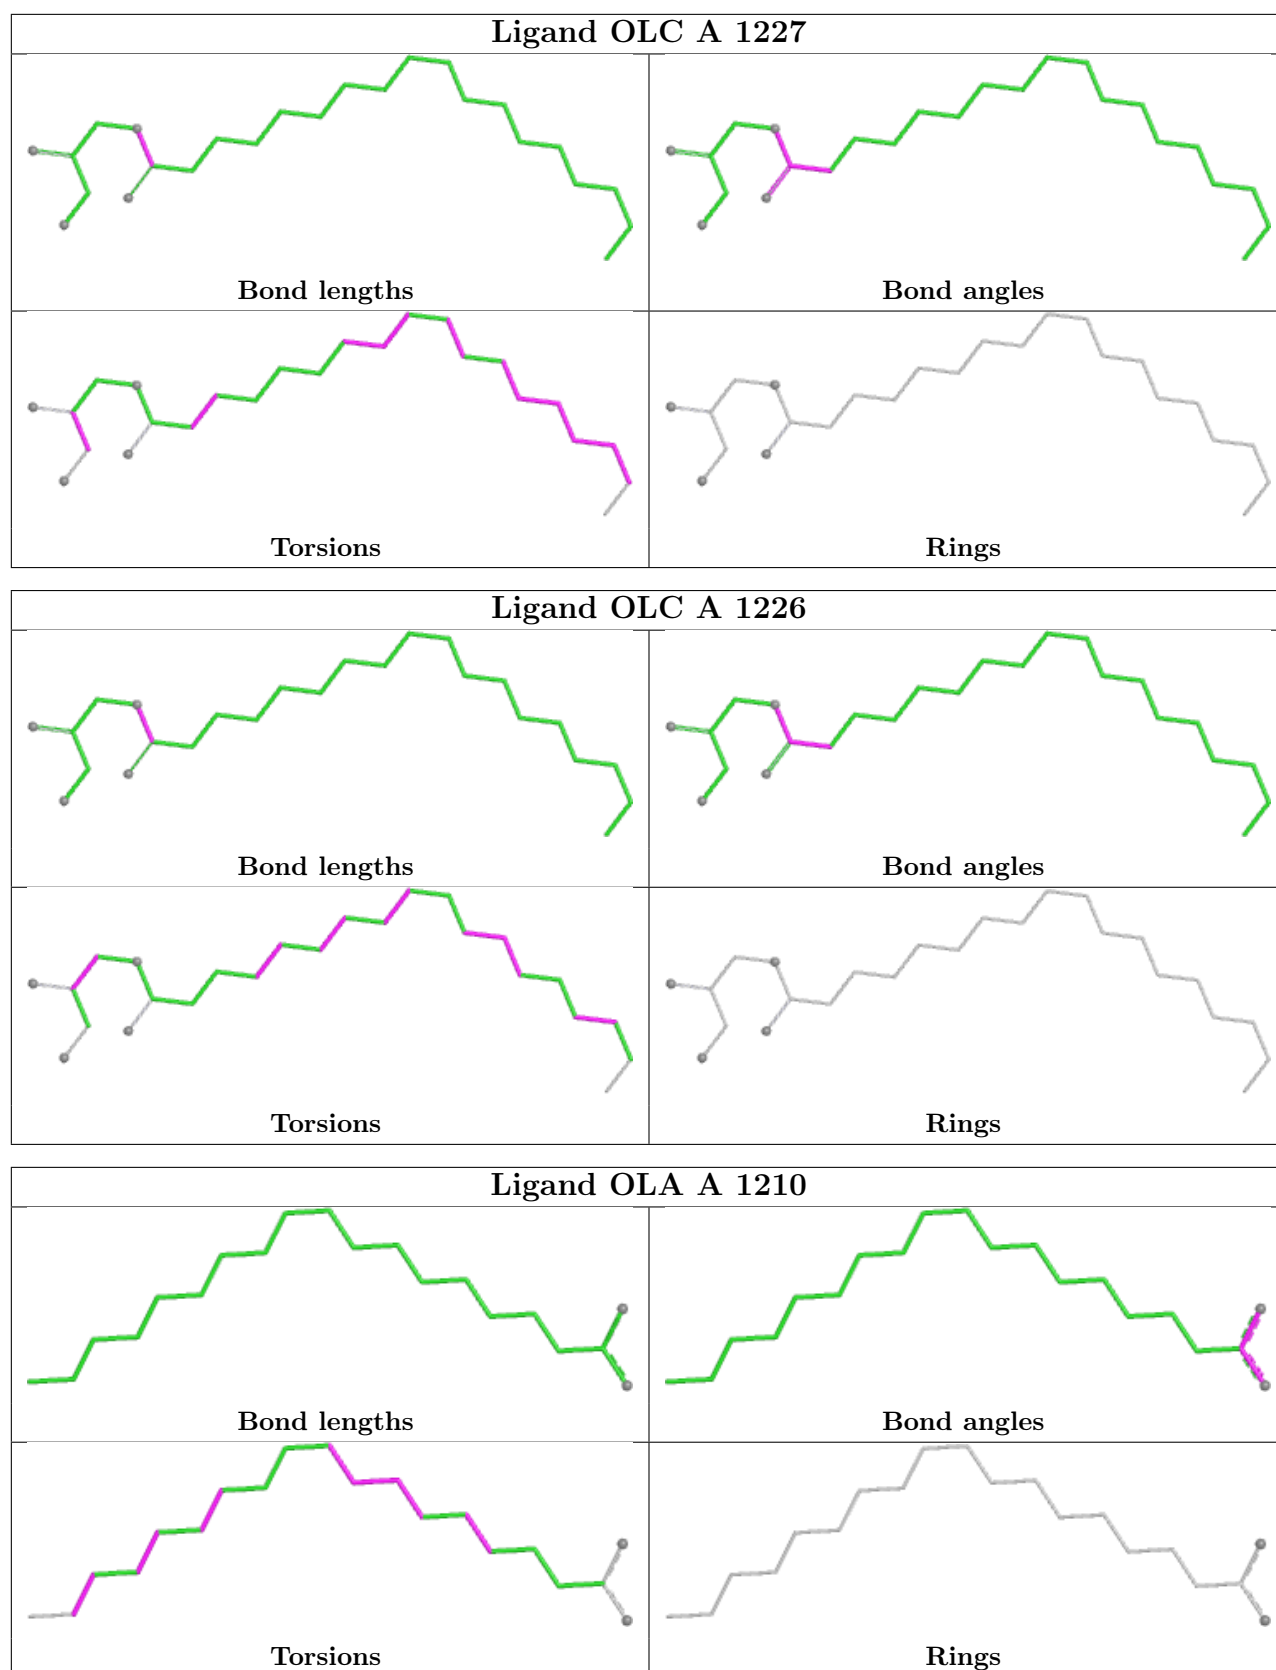 Ligand OLC A 1227
Bond lengths
Bond angles
Torsions
Rings
Ligand OLC A 1226
Bond lengths
Bond angles
Torsions
Rings
Ligand OLA A 1210
Bond lengths
Bond angles
Torsions
Rings